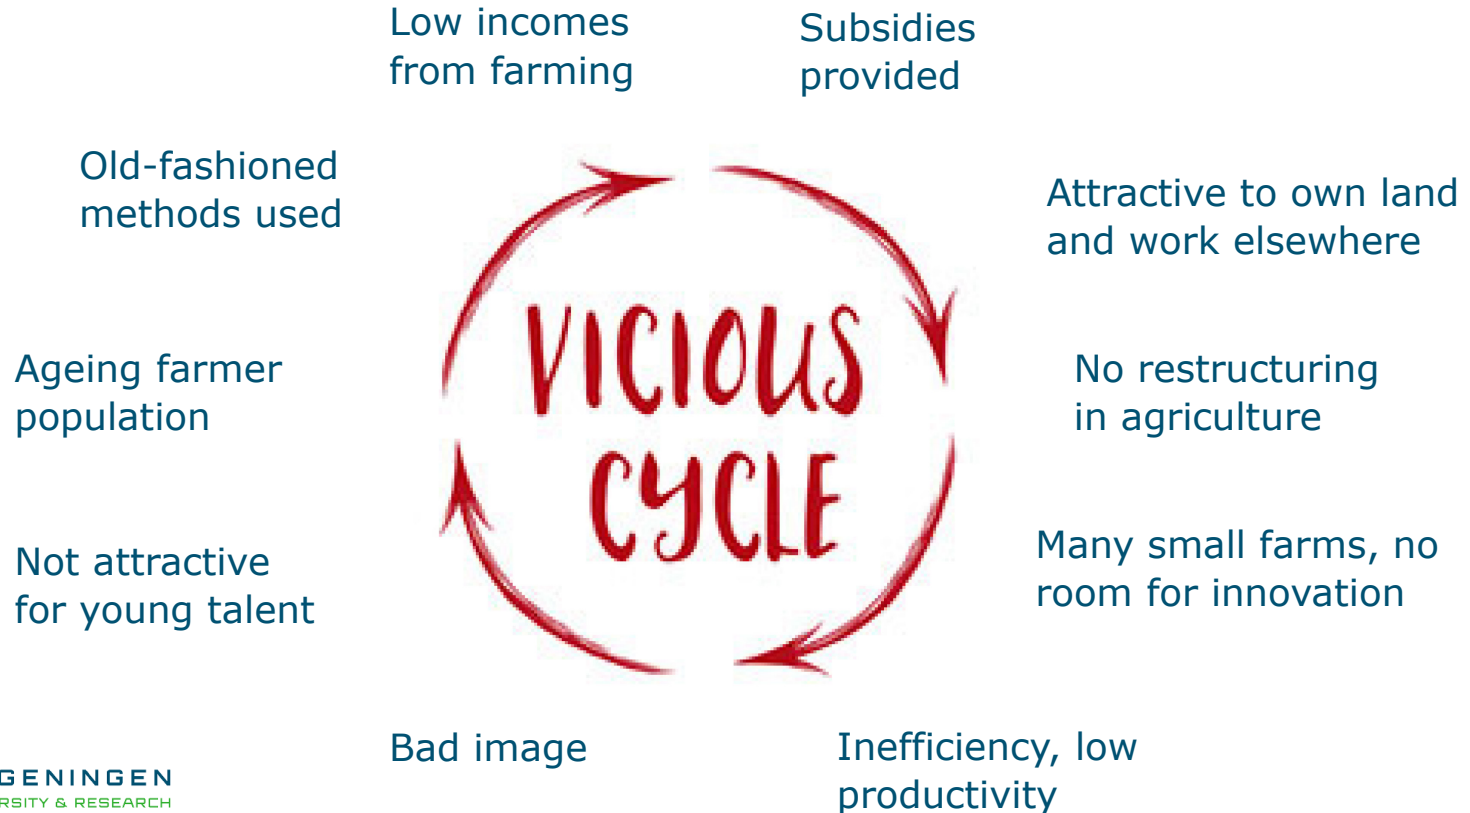 Low incomes
from farming
Subsidies
provided
Old-fashioned
methods used
Attractive to own land
and work elsewhere
VICIOUS
CYCLE
Ageing farmer
population
No restructuring
in agriculture
Not attractive
for young talent
Many small farms, no
room for innovation
Bad image
Inefficiency, low
productivity
GENINGEN
RSITY & RESEARCH